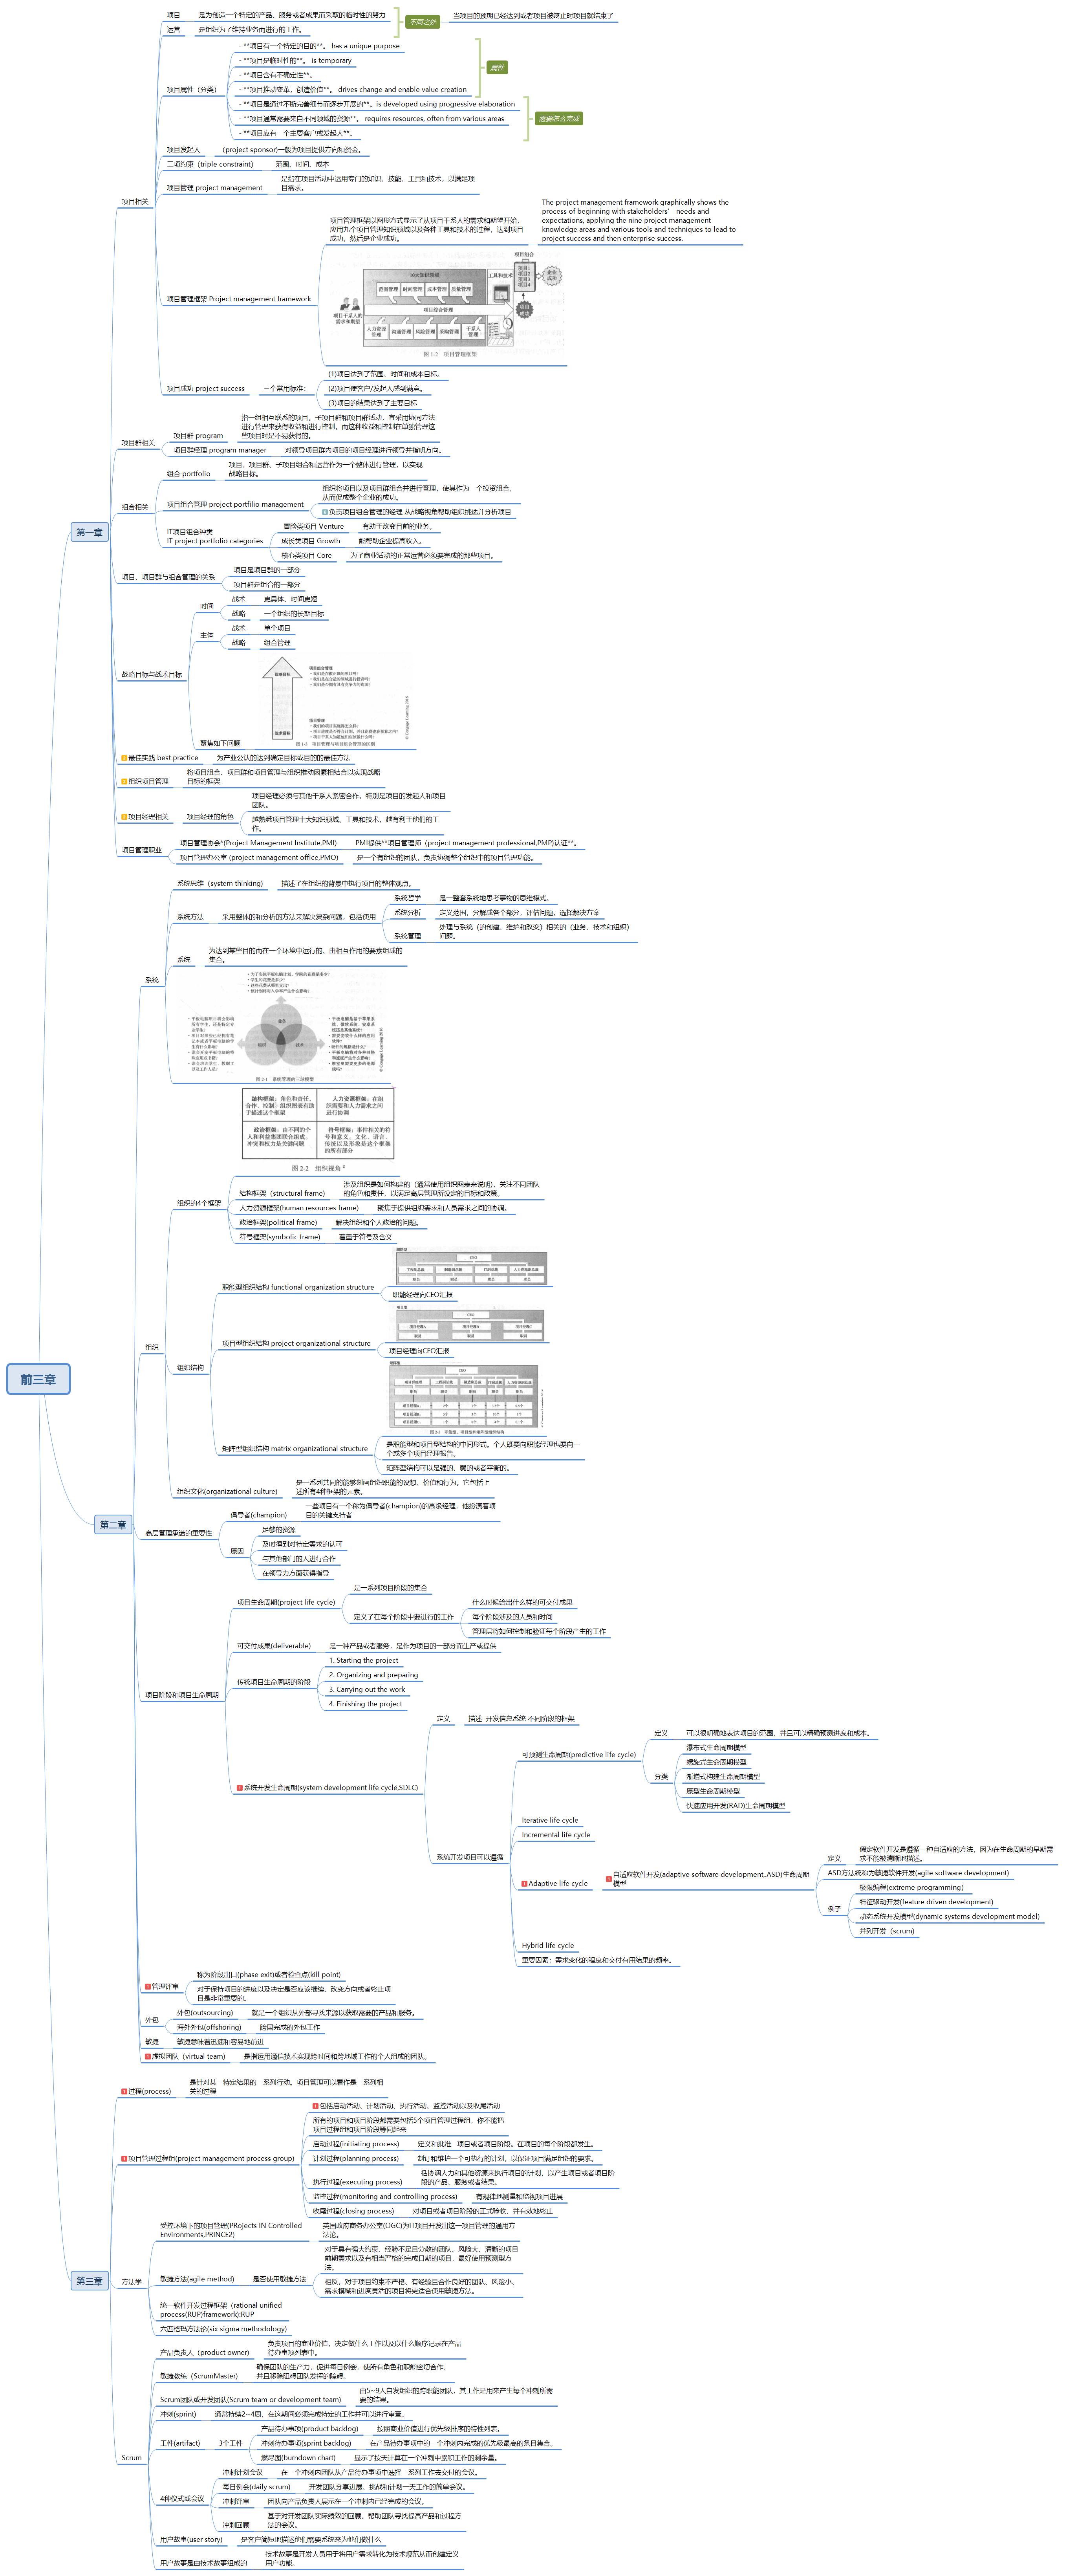 前三章
第一章
项目相关
项目
是为创造一个特定的产品、服务或者成果而采取的临时性的努力
运营
是组织为了维持业务而进行的工作。
不同之处
当项目的预期已经达到或者项目被终止时项目就结束了
项目属性（分类）
- **项目有一个特定的目的**。 has a unique purpose
- **项目是临时性的**。 is temporary
- **项目含有不确定性**。
- **项目推动变革，创造价值**。 drives change and enable value creation
属性
- **项目是通过不断完善细节而逐步开展的**。is developed using progressive elaboration
- **项目通常需要来自不同领域的资源**。 requires resources, often from various areas
- **项目应有一个主要客户或发起人**。
需要怎么完成
项目发起人
（project sponsor)一般为项目提供方向和资金。
三项约束（triple constraint）
范围、时间、成本
项目管理 project management
是指在项目活动中运用专门的知识、技能、工具和技术，以满足项
目需求。
项目管理框架 Project management framework
项目管理框架以图形方式显示了从项目干系人的需求和期望开始，
应用九个项目管理知识领域以及各种工具和技术的过程，达到项目
成功，然后是企业成功。
The project management framework graphically shows the
process of beginning with stakeholders’ needs and
expectations, applying the nine project management
knowledge areas and various tools and techniques to lead to
project success and then enterprise success.
项目组合
项目1
项目2
项目3
项目4
企业
成功
10大知识领域
工具和技术
范围管理 时间管理 成本管理 质量管理
项目综合管理
项目干系人的
需求和期望
项目
成功
人力资源
管理
沟通管理 风险管理 采购管理
干系人
管理
图 1-2 项目管理框架
项目成功 project success
三个常用标准：
(1)项目达到了范围、时间和成本目标。
(2)项目使客户/发起人感到满意。
(3)项目的结果达到了主要目标
项目群相关
项目群 program
指一组相互联系的项目，子项目群和项目群活动，宜采用协同方法
进行管理来获得收益和进行控制，而这种收益和控制在单独管理这
些项目时是不易获得的。
项目群经理 program manager
对领导项目群内项目的项目经理进行领导并指明方向。
组合相关
组合 portfolio
项目、项目群、子项目组合和运营作为一个整体进行管理，以实现
战略目标。
项目组合管理 project portfilio management
组织将项目以及项目群组合并进行管理，使其作为一个投资组合，
从而促成整个企业的成功。
负责项目组合管理的经理 从战略视角帮助组织挑选并分析项目
IT项目组合种类
IT project portfolio categories
冒险类项目 Venture
有助于改变目前的业务。
成长类项目 Growth
能帮助企业提高收入。
核心类项目 Core
为了商业活动的正常运营必须要完成的那些项目。
项目、项目群与组合管理的关系
项目是项目群的一部分
项目群是组合的一部分
战略目标与战术目标
时间
战术
更具体、时间更短
战略
一个组织的长期目标
主体
战术
单个项目
战略
组合管理
聚焦如下问题
战略目标
项目组合管理
战术目标
项目管理
© Cengage Learning 2016
图 1-3 项目管理与项目组合管理的区别
最佳实践 best practice
为产业公认的达到确定目标或目的的最佳方法
组织项目管理
将项目组合、项目群和项目管理与组织推动因素相结合以实现战略
目标的框架
项目经理相关
项目经理的角色
项目经理必须与其他干系人紧密合作，特别是项目的发起人和项目
团队。
越熟悉项目管理十大知识领域、工具和技术，越有利于他们的工
作。
项目管理职业
项目管理协会*(Project Management Institute,PMI)
PMI提供**项目管理师（project management professional,PMP)认证**。
项目管理办公室 (project management office,PMO)
是一个有组织的团队，负责协调整个组织中的项目管理功能。
第二章
系统
系统思维（system thinking)
描述了在组织的背景中执行项目的整体观点。
系统方法
采用整体的和分析的方法来解决复杂问题，包括使用
系统哲学
是一整套系统地思考事物的思维模式。
系统分析
定义范围，分解成各个部分，评估问题，选择解决方案
系统管理
处理与系统（的创建、维护和改变）相关的（业务、技术和组织）
问题。
系统
为达到某些目的而在一个环境中运行的、由相互作用的要素组成的
集合。
业务
组织
技术
© Cengage Learning 2016
图 2-1 系统管理的三球模型
组织
组织的4个框架
结构框架：角色和责任、
合作、控制。组织图表有助
于描述这个框架
人力资源框架：在组
织需要和人力需求之间
进行协调
政治框架：由不同的个
人和利益集团联合组成，
冲突和权力是关键问题
符号框架：事件相关的符
号和意义。文化、语言、
传统以及形象是这个框架
的所有部分
图 2-2 组织视角²
结构框架（structural frame)
涉及组织是如何构建的（通常使用组织图表来说明)，关注不同团队
的角色和责任，以满足高层管理所设定的目标和政策。
人力资源框架(human resources frame)
聚焦于提供组织需求和人员需求之间的协调。
政治框架(political frame)
解决组织和个人政治的问题。
符号框架(symbolic frame)
着重于符号及含义
组织结构
职能型组织结构 functional organization structure
职能型
CEO
职能经理向CEO汇报
项目型组织结构 project organizational structure
项目型
CEO
项目经理向CEO汇报
矩阵型组织结构 matrix organizational structure
矩阵型
CEO
图 2-3 职能型、项目型和矩阵型组织结构
是职能型和项目型结构的中间形式。个人既要向职能经理也要向一
个或多个项目经理报告。
矩阵型结构可以是强的、弱的或者平衡的。
组织文化(organizational culture)
是一系列共同的能够刻画组织职能的设想、价值和行为。它包括上
述所有4种框架的元素。
高层管理承诺的重要性
倡导者(champion)
一些项目有一个称为倡导者(champion)的高级经理，他扮演着项
目的关键支持者
原因
足够的资源
及时得到对特定需求的认可
与其他部门的人进行合作
在领导力方面获得指导
项目阶段和项目生命周期
项目生命周期(project life cycle)
是一系列项目阶段的集合
定义了在每个阶段中要进行的工作
什么时候给出什么样的可交付成果
每个阶段涉及的人员和时间
管理层将如何控制和验证每个阶段产生的工作
可交付成果(deliverable)
是一种产品或者服务，是作为项目的一部分而生产或提供
传统项目生命周期的阶段
1. Starting the project
2. Organizing and preparing
3. Carrying out the work
4. Finishing the project
系统开发生命周期(system development life cycle,SDLC)
定义
描述 开发信息系统 不同阶段的框架
系统开发项目可以遵循
可预测生命周期(predictive life cycle)
定义
可以很明确地表达项目的范围、并且可以精确预测进度和成本。
分类
瀑布式生命周期模型
螺旋式生命周期模型
渐增式构建生命周期模型
原型生命周期模型
快速应用开发(RAD)生命周期模型
Iterative life cycle
Incremental life cycle
Adaptive life cycle
自适应软件开发(adaptive software development,.ASD)生命周期
模型
定义
假定软件开发是遵循一种自适应的方法，因为在生命周期的早期需
求不能被清晰地描述。
ASD方法统称为敏捷软件开发(agile software development)
例子
极限编程(extreme programming）
特征驱动开发(feature driven development)
动态系统开发模型(dynamic systems development model)
并列开发（scrum)
Hybrid life cycle
重要因素：需求变化的程度和交付有用结果的频率。
管理评审
称为阶段出口(phase exit)或者检查点(kill point)
对于保持项目的进度以及决定是否应该继续、改变方向或者终止项
目是非常重要的。
外包
外包(outsourcing)
就是一个组织从外部寻找来源以获取需要的产品和服务。
海外外包(offshoring)
跨国完成的外包工作
敏捷
敏捷意味着迅速和容易地前进
虚拟团队（virtual team)
是指运用通信技术实现跨时间和跨地域工作的个人组成的团队。
第三章
过程(process)
是针对某一特定结果的一系列行动。项目管理可以看作是一系列相
关的过程
项目管理过程组(project management process group)
包括启动活动、计划活动、执行活动、监控活动以及收尾活动
所有的项目和项目阶段都需要包括5个项目管理过程组，你不能把
项目过程组和项目阶段等同起来
启动过程(initiating process)
定义和批准 项目或者项目阶段。在项目的每个阶段都发生。
计划过程(planning process)
制订和维护一个可执行的计划，以保证项目满足组织的要求。
执行过程(executing process)
括协调人力和其他资源来执行项目的计划，以产生项目或者项目阶
段的产品、服务或者结果。
监控过程(monitoring and controlling process)
有规律地测量和监视项目进展
收尾过程(closing process)
对项目或者项目阶段的正式验收，并有效地终止
方法学
受控环境下的项目管理(PRojects IN Controlled
Environments,PRINCE2)
英国政府商务办公室(OGC)为IT项目开发出这一项目管理的通用方
法论。
敏捷方法(agile method)
是否使用敏捷方法
对于具有强大约束、经验不足且分散的团队、风险大、清晰的项目
前期需求以及有相当严格的完成日期的项目，最好使用预测型方
法。
相反，对于项目约束不严格、有经验且合作良好的团队、风险小、
需求模糊和进度灵活的项目将更适合使用敏捷方法。
统一软件开发过程框架（rational unified
process(RUP)framework):RUP
六西格玛方法论(six sigma methodology)
Scrum
产品负责人（product owner)
负责项目的商业价值，决定做什么工作以及以什么顺序记录在产品
待办事项列表中。
敏捷教练（ScrumMaster)
确保团队的生产力，促进每日例会，使所有角色和职能密切合作，
并且移除阻碍团队发挥的障碍。
Scrum团队或开发团队(Scrum team or development team)
由5~9人自发组织的跨职能团队，其工作是用来产生每个冲刺所需
要的结果。
冲刺(sprint)
通常持续2~4周，在这期间必须完成特定的工作并可以进行审查。
工件(artifact)
3个工件
产品待办事项(product backlog)
按照商业价值进行优先级排序的特性列表。
冲刺待办事项(sprint backlog)
在产品待办事项中的一个冲刺内完成的优先级最高的条目集合。
燃尽图(burndown chart)
显示了按天计算在一个冲刺中累积工作的剩余量。
4种仪式或会议
冲刺计划会议
在一个冲刺内团队从产品待办事项中选择一系列工作去交付的会议。
每日例会(daily scrum)
开发团队分享进展、挑战和计划一天工作的简单会议。
冲刺评审
团队向产品负责人展示在一个冲刺内已经完成的会议。
冲刺回顾
基于对开发团队实际绩效的回顾，帮助团队寻找提高产品和过程方
法的会议。
用户故事(user story)
是客户简短地描述他们需要系统来为他们做什么
用户故事是由技术故事组成的
技术故事是开发人员用于将用户需求转化为技术规范从而创建定义
用户功能。